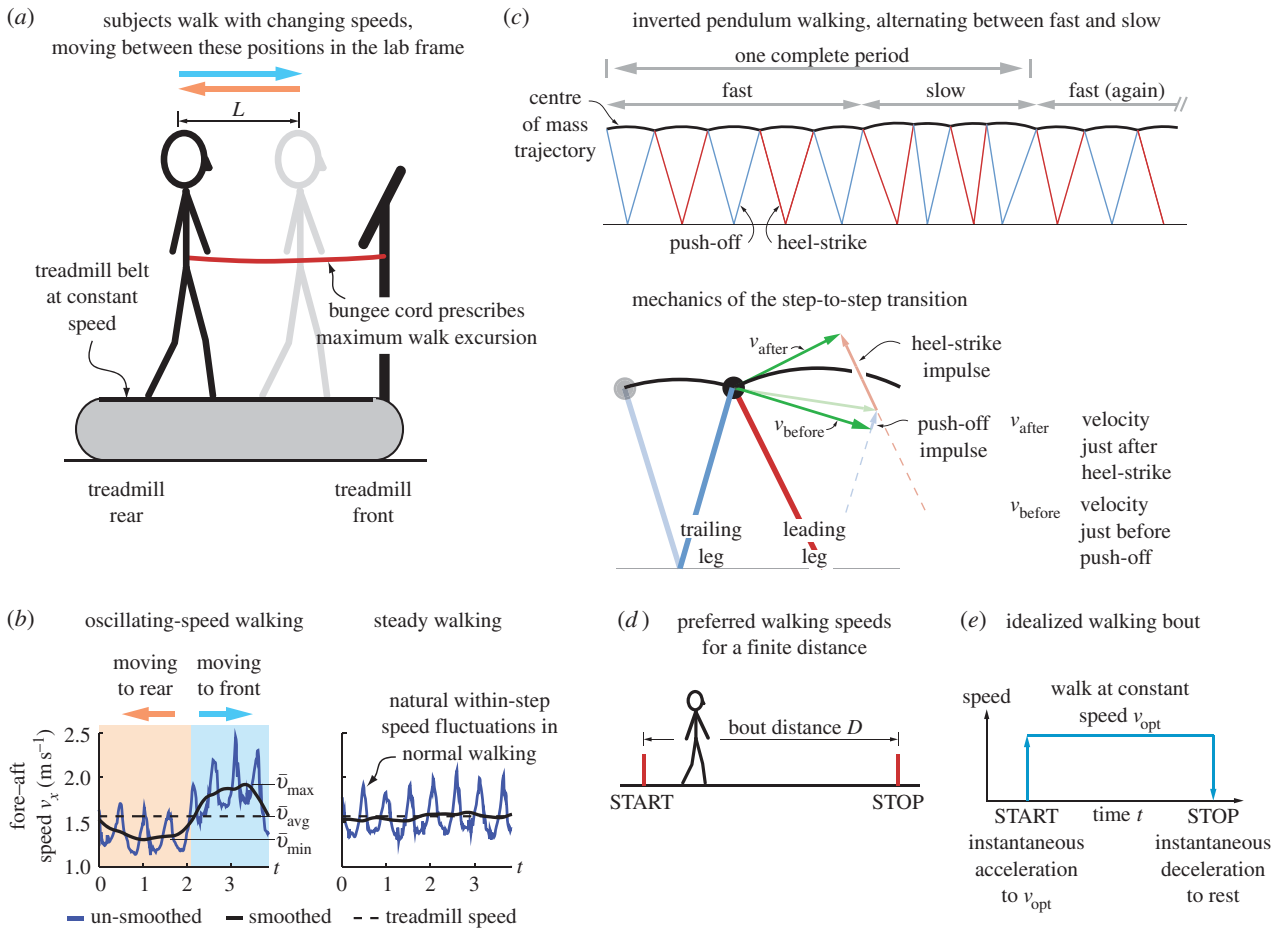 (a)
subjects walk with changing speeds,
moving between these positions in the lab frame
L
treadmill belt
at constant
speed
bungee cord prescribes
maximum walk excursion
treadmill
rear
treadmill
front
(c)
inverted pendulum walking, alternating between fast and slow
one complete period
fast
slow
fast (again)
centre
of mass
trajectory
push-off
heel-strike
mechanics of the step-to-step transition
v_after
heel-strike
impulse
v_before
push-off
impulse
trailing
leg
leading
leg
v_after velocity
just after
heel-strike
v_before velocity
just before
push-off
(b)
oscillating-speed walking
steady walking
moving
to rear
moving
to front
natural within-step
speed fluctuations in
normal walking
fore–aft
speed v_x (m s⁻¹)
2.5
2.0
1.5
1.0
v̄_max
v̄_avg
v̄_min
0 1 2 3 t
0 1 2 3 t
un-smoothed smoothed treadmill speed
(d)
preferred walking speeds
for a finite distance
bout distance D
START
STOP
(e)
idealized walking bout
speed
walk at constant
speed v_opt
START
instantaneous
acceleration
to v_opt
time t
STOP
instantaneous
deceleration
to rest